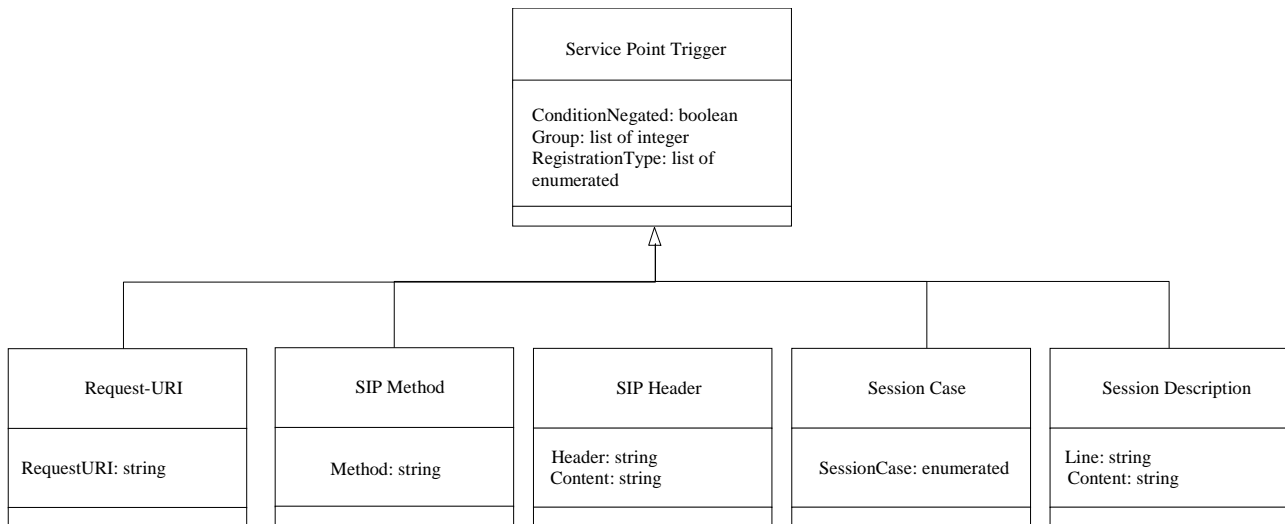 Service Point Trigger
ConditionNegated: boolean
Group: list of integer
RegistrationType: list of
enumerated
Request-URI
RequestURI: string
SIP Method
Method: string
SIP Header
Header: string
Content: string
Session Case
SessionCase: enumerated
Session Description
Line: string
Content: string